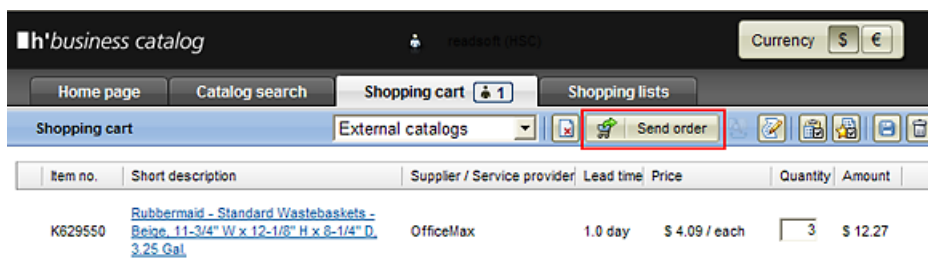 h'business catalog
readsoft (HSC)
Currency $ €
Home page Catalog search Shopping cart 1 Shopping lists
Shopping cart External catalogs Send order
Item no. Short description Supplier / Service provider Lead time Price Quantity Amount
Rubbermaid - Standard Wastebaskets -
K629550 Beige, 11-3/4" W x 12-1/8" H x 8-1/4" D, OfficeMax 1.0 day $ 4.09 / each 3 $ 12.27
3.25 Gal.